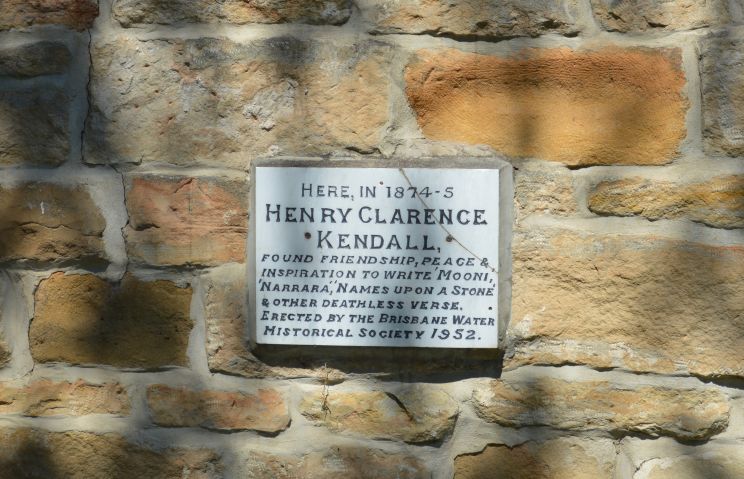 HERE, IN 1874-5
HENRY CLARENCE
KENDALL,
FOUND FRIENDSHIP, PEACE &
INSPIRATION TO WRITE 'MOONI,'
'NARRARA,' 'NAMES UPON A STONE'
& OTHER DEATHLESS VERSE.
ERECTED BY THE BRISBANE WATER
HISTORICAL SOCIETY 1952.